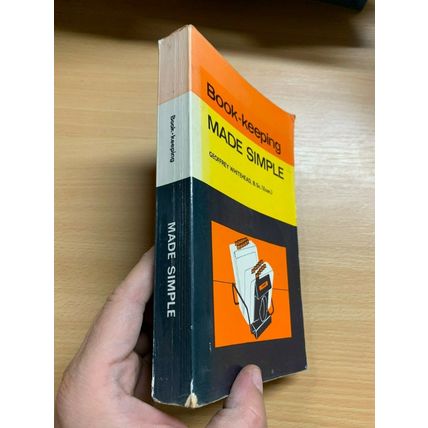 Book-keeping
MADE SIMPLE
GEOFFREY WHITEHEAD, B.Sc. (Econ.)
Book-keeping
MADE SIMPLE